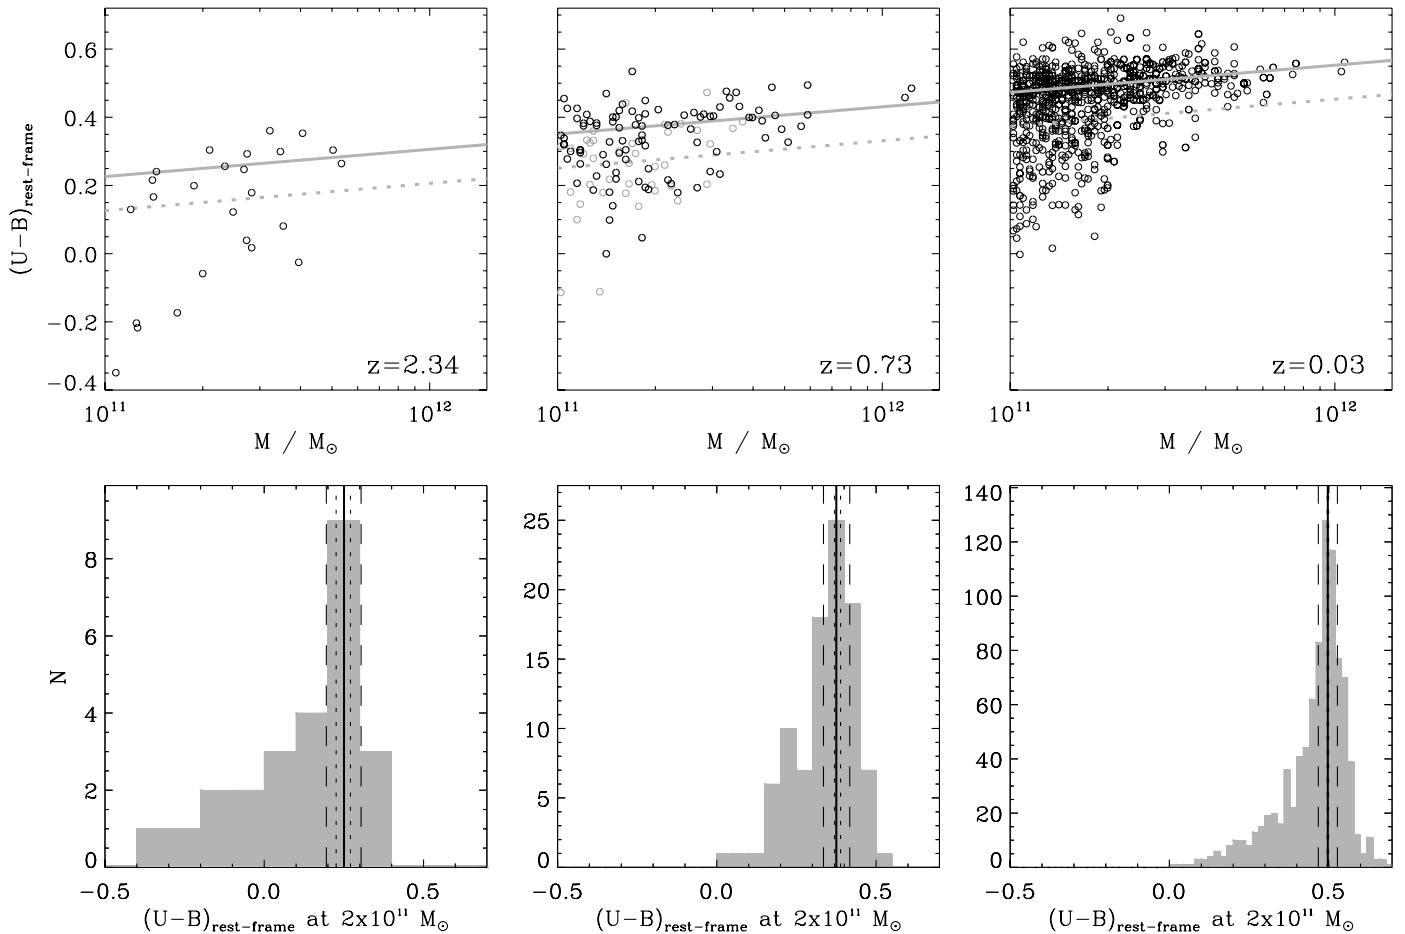 0.6
0.4
0.2
0.0
−0.2
−0.4
(U−B)rest−frame
z=2.34
z=0.73
z=0.03
10¹¹ 10¹² 10¹¹ 10¹² 10¹¹ 10¹²
M / M⊙ M / M⊙ M / M⊙
8
6
4
2
0
N
25
20
15
10
5
0
140
120
100
80
60
40
20
0
−0.5 0.0 0.5 −0.5 0.0 0.5 −0.5 0.0 0.5
(U−B)rest−frame at 2x10¹¹ M⊙
(U−B)rest−frame at 2x10¹¹ M⊙
(U−B)rest−frame at 2x10¹¹ M⊙